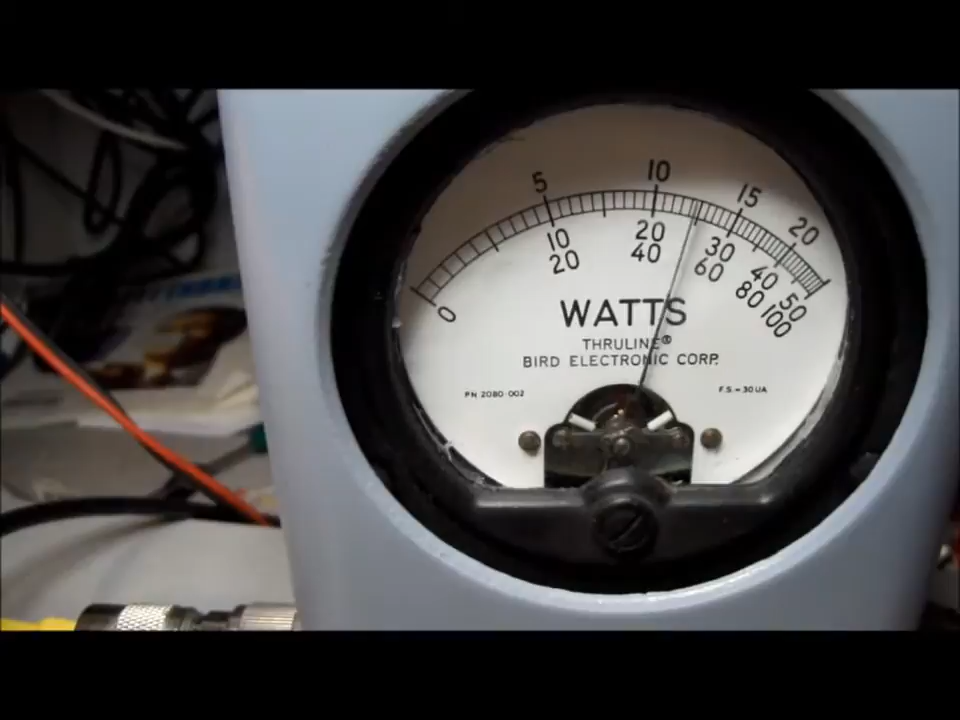 5 10 15 20
0 10 20 30 40 50
20 40 60 80 100
WATTS
THRULINE®
BIRD ELECTRONIC CORP.
PN 2080-002 F.S. = 30UA